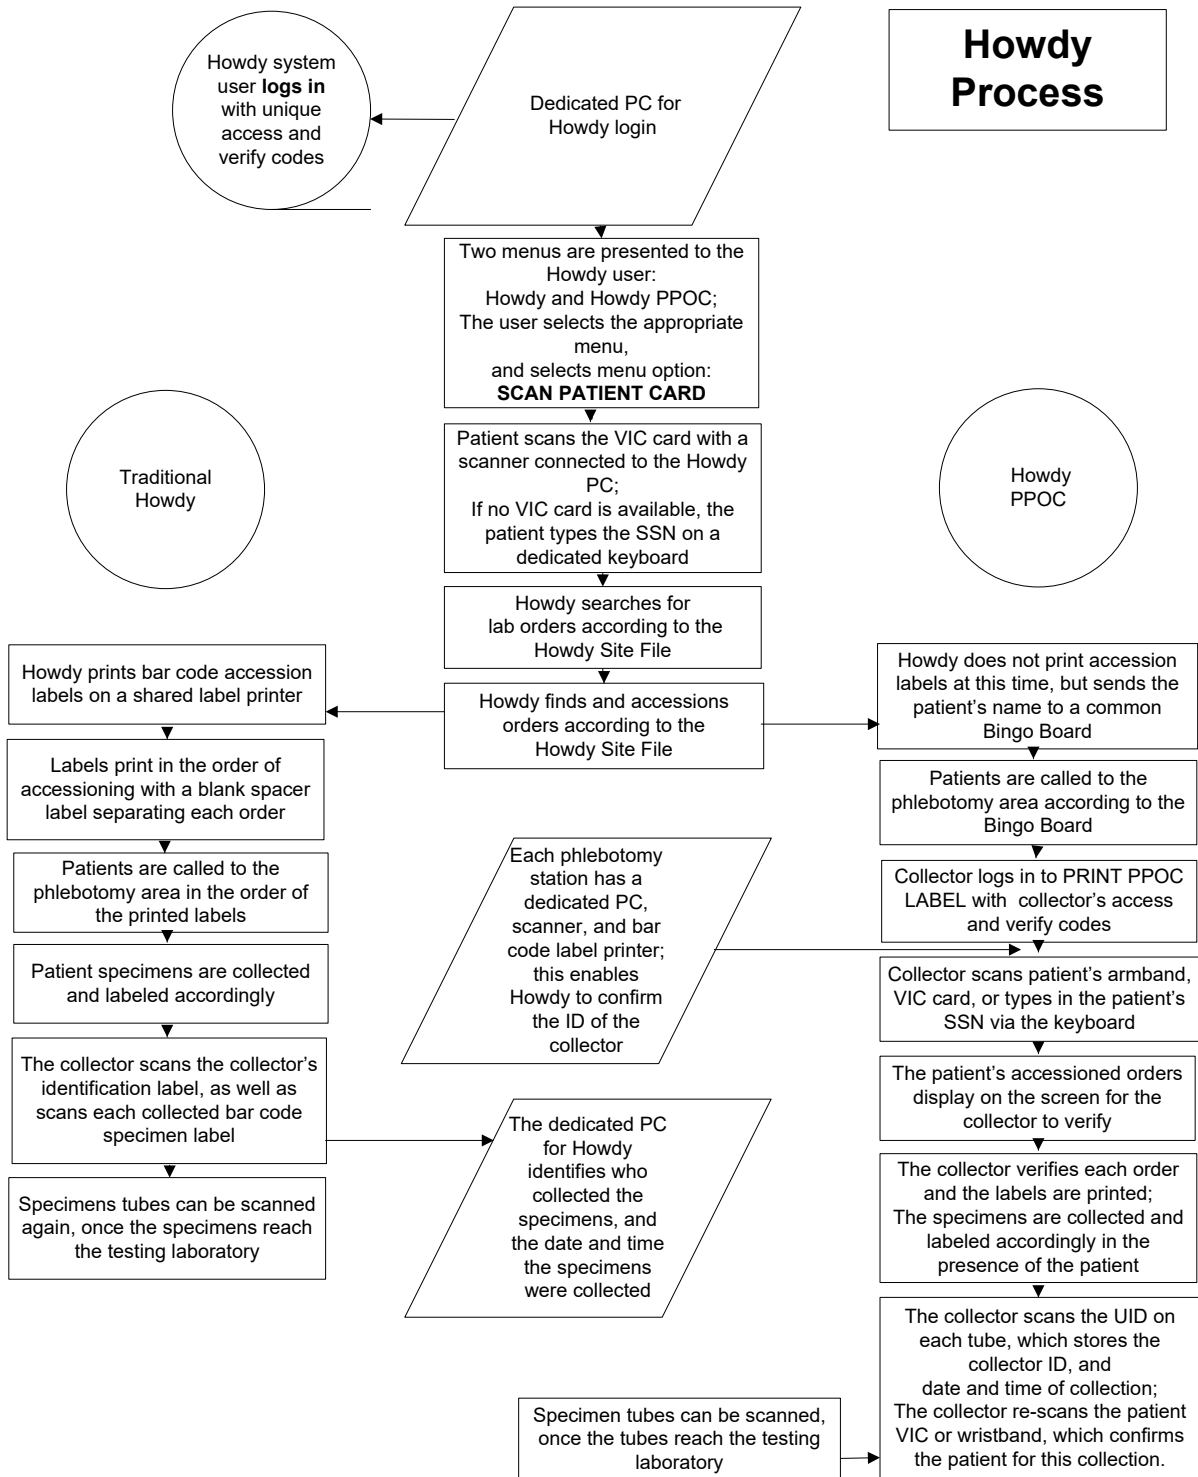 Howdy
Process
Howdy system
user logs in
with unique
access and
verify codes
Dedicated PC for
Howdy login
Two menus are presented to the
Howdy user:
Howdy and Howdy PPOC;
The user selects the appropriate
menu,
and selects menu option:
SCAN PATIENT CARD
Traditional
Howdy
Patient scans the VIC card with a
scanner connected to the Howdy
PC;
If no VIC card is available, the
patient types the SSN on a
dedicated keyboard
Howdy
PPOC
Howdy searches for
lab orders according to the
Howdy Site File
Howdy finds and accessions
orders according to the
Howdy Site File
Howdy prints bar code accession
labels on a shared label printer
Labels print in the order of
accessioning with a blank spacer
label separating each order
Patients are called to the
phlebotomy area in the order of
the printed labels
Patient specimens are collected
and labeled accordingly
The collector scans the collector's
identification label, as well as
scans each collected bar code
specimen label
Specimens tubes can be scanned
again, once the specimens reach
the testing laboratory
Each phlebotomy
station has a
dedicated PC,
scanner, and bar
code label printer;
this enables
Howdy to confirm
the ID of the
collector
The dedicated PC
for Howdy
identifies who
collected the
specimens, and
the date and time
the specimens
were collected
Howdy does not print accession
labels at this time, but sends the
patient's name to a common
Bingo Board
Patients are called to the
phlebotomy area according to the
Bingo Board
Collector logs in to PRINT PPOC
LABEL with collector's access
and verify codes
Collector scans patient's armband,
VIC card, or types in the patient's
SSN via the keyboard
The patient's accessioned orders
display on the screen for the
collector to verify
The collector verifies each order
and the labels are printed;
The specimens are collected and
labeled accordingly in the
presence of the patient
The collector scans the UID on
each tube, which stores the
collector ID, and
date and time of collection;
The collector re-scans the patient
VIC or wristband, which confirms
the patient for this collection.
Specimen tubes can be scanned,
once the tubes reach the testing
laboratory